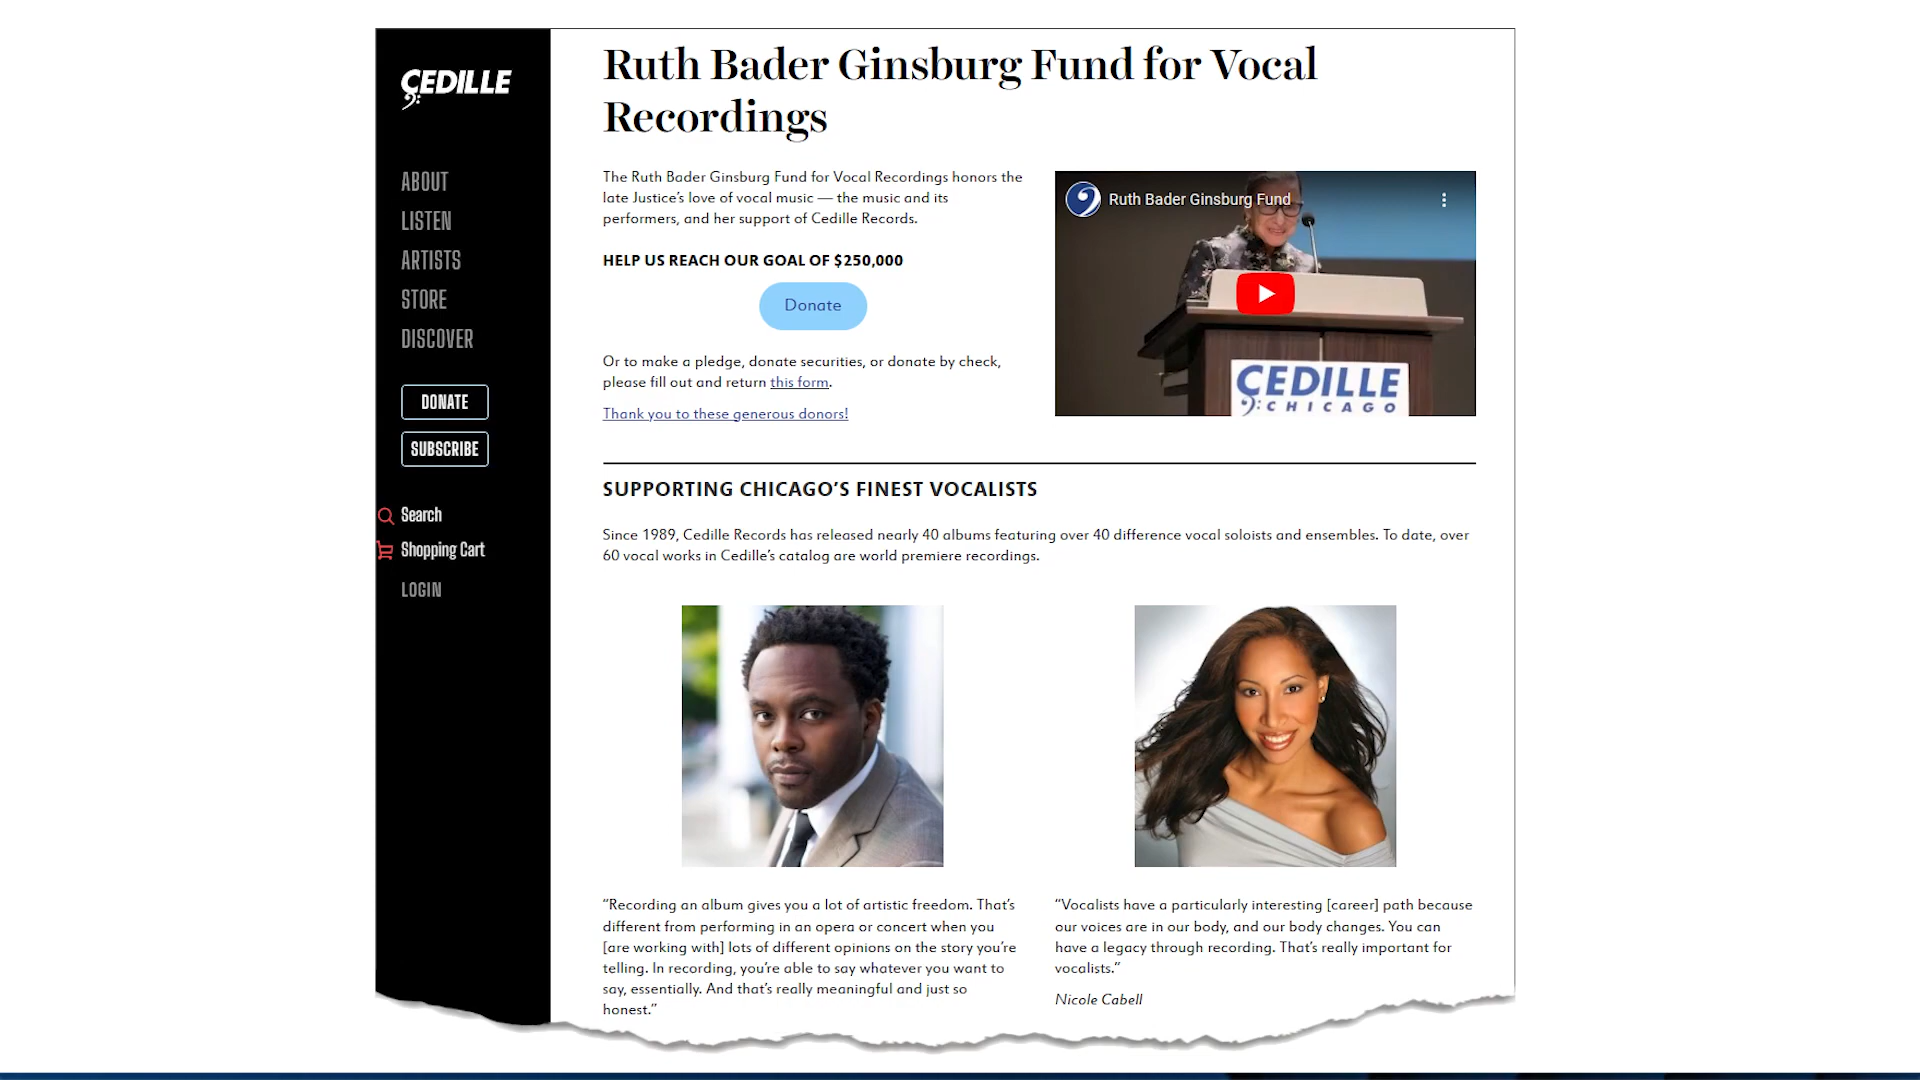 CEDILLE
ABOUT
LISTEN
ARTISTS
STORE
DISCOVER
DONATE
SUBSCRIBE
Search
Shopping Cart
LOGIN
Ruth Bader Ginsburg Fund for Vocal
Recordings
The Ruth Bader Ginsburg Fund for Vocal Recordings honors the
late Justice’s love of vocal music — the music and its
performers, and her support of Cedille Records.
HELP US REACH OUR GOAL OF $250,000
Donate
Or to make a pledge, donate securities, or donate by check,
please fill out and return this form.
Thank you to these generous donors!
Ruth Bader Ginsburg Fund
CEDILLE
CHICAGO
SUPPORTING CHICAGO’S FINEST VOCALISTS
Since 1989, Cedille Records has released nearly 40 albums featuring over 40 difference vocal soloists and ensembles. To date, over
60 vocal works in Cedille’s catalog are world premiere recordings.
“Recording an album gives you a lot of artistic freedom. That’s
different from performing in an opera or concert when you
[are working with] lots of different opinions on the story you’re
telling. In recording, you’re able to say whatever you want to
say, essentially. And that’s really meaningful and just so
honest.”
“Vocalists have a particularly interesting [career] path because
our voices are in our body, and our body changes. You can
have a legacy through recording. That’s really important for
vocalists.”
Nicole Cabell